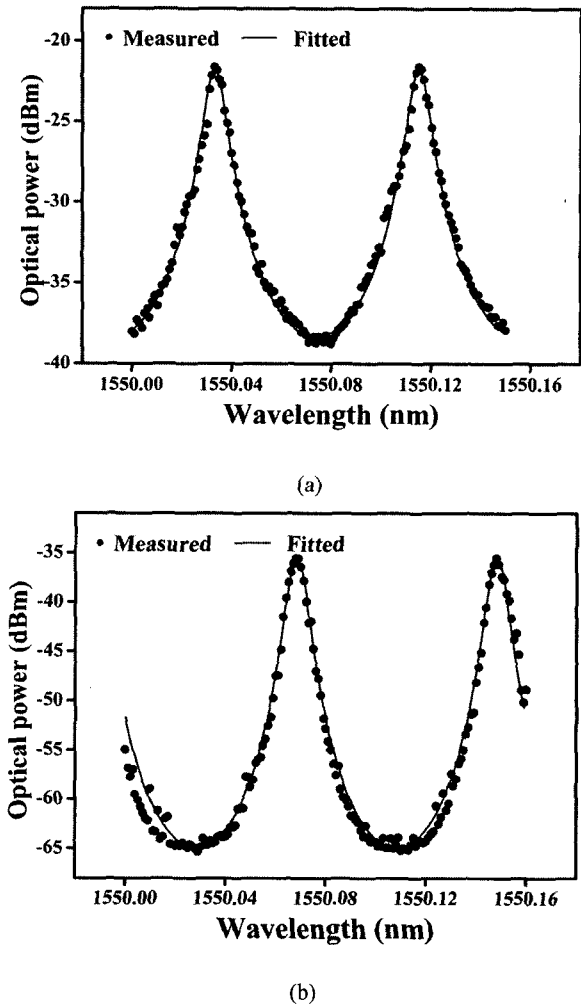 ● Measured — Fitted
-20
-25
-30
-35
-40
Optical power (dBm)
1550.00 1550.04 1550.08 1550.12 1550.16
Wavelength (nm)
(a)
● Measured — Fitted
-35
-40
-45
-50
-55
-60
-65
Optical power (dBm)
1550.00 1550.04 1550.08 1550.12 1550.16
Wavelength (nm)
(b)